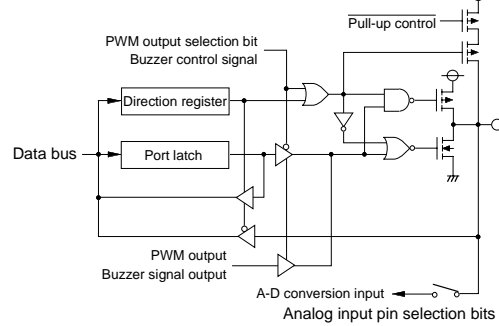 Pull-up control
PWM output selection bit
Buzzer control signal
Direction register
Data bus
Port latch
PWM output
Buzzer signal output
A-D conversion input
Analog input pin selection bits